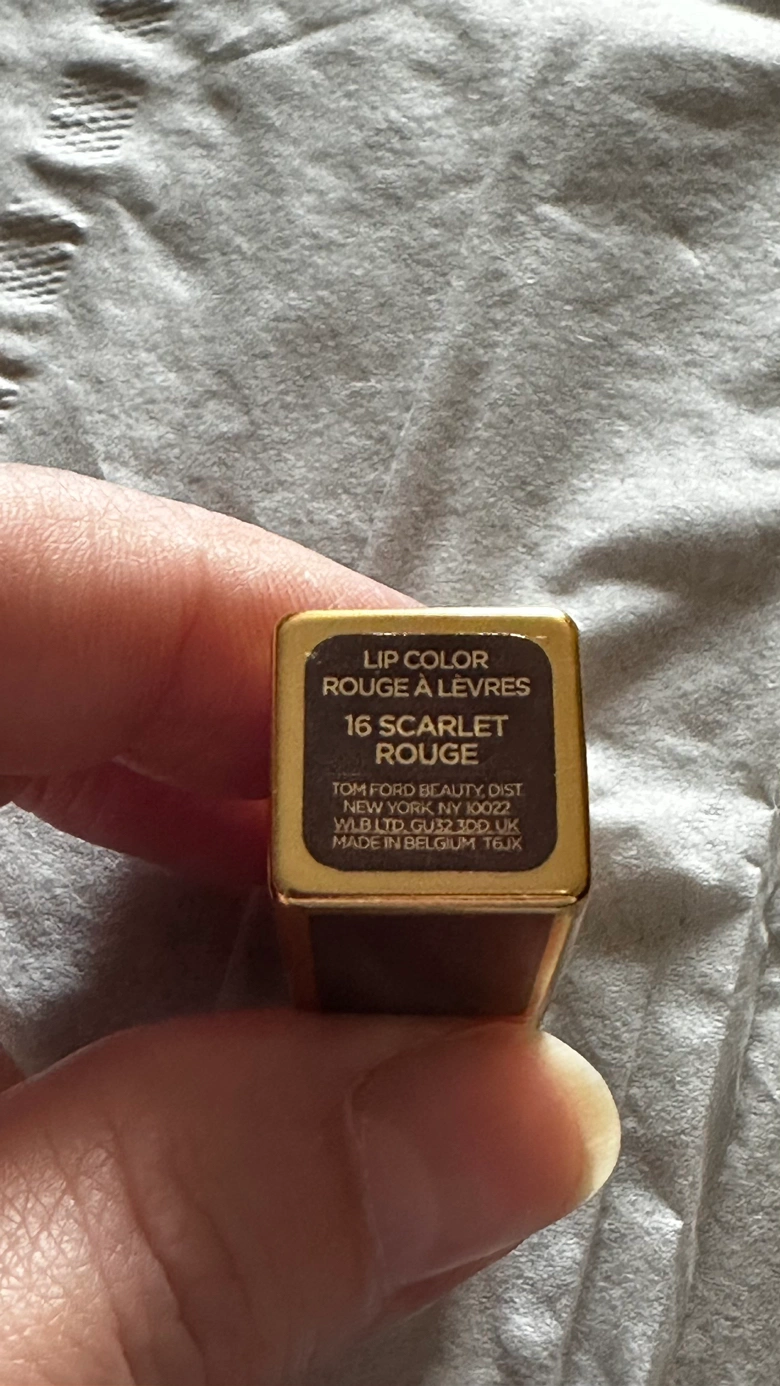 LIP COLOR
ROUGE À LÈVRES
16 SCARLET
ROUGE
TOM FORD BEAUTY, DIST.
NEW YORK, NY 10022
WLB LTD, GU32 3DD, UK
MADE IN BELGIUM T6JX